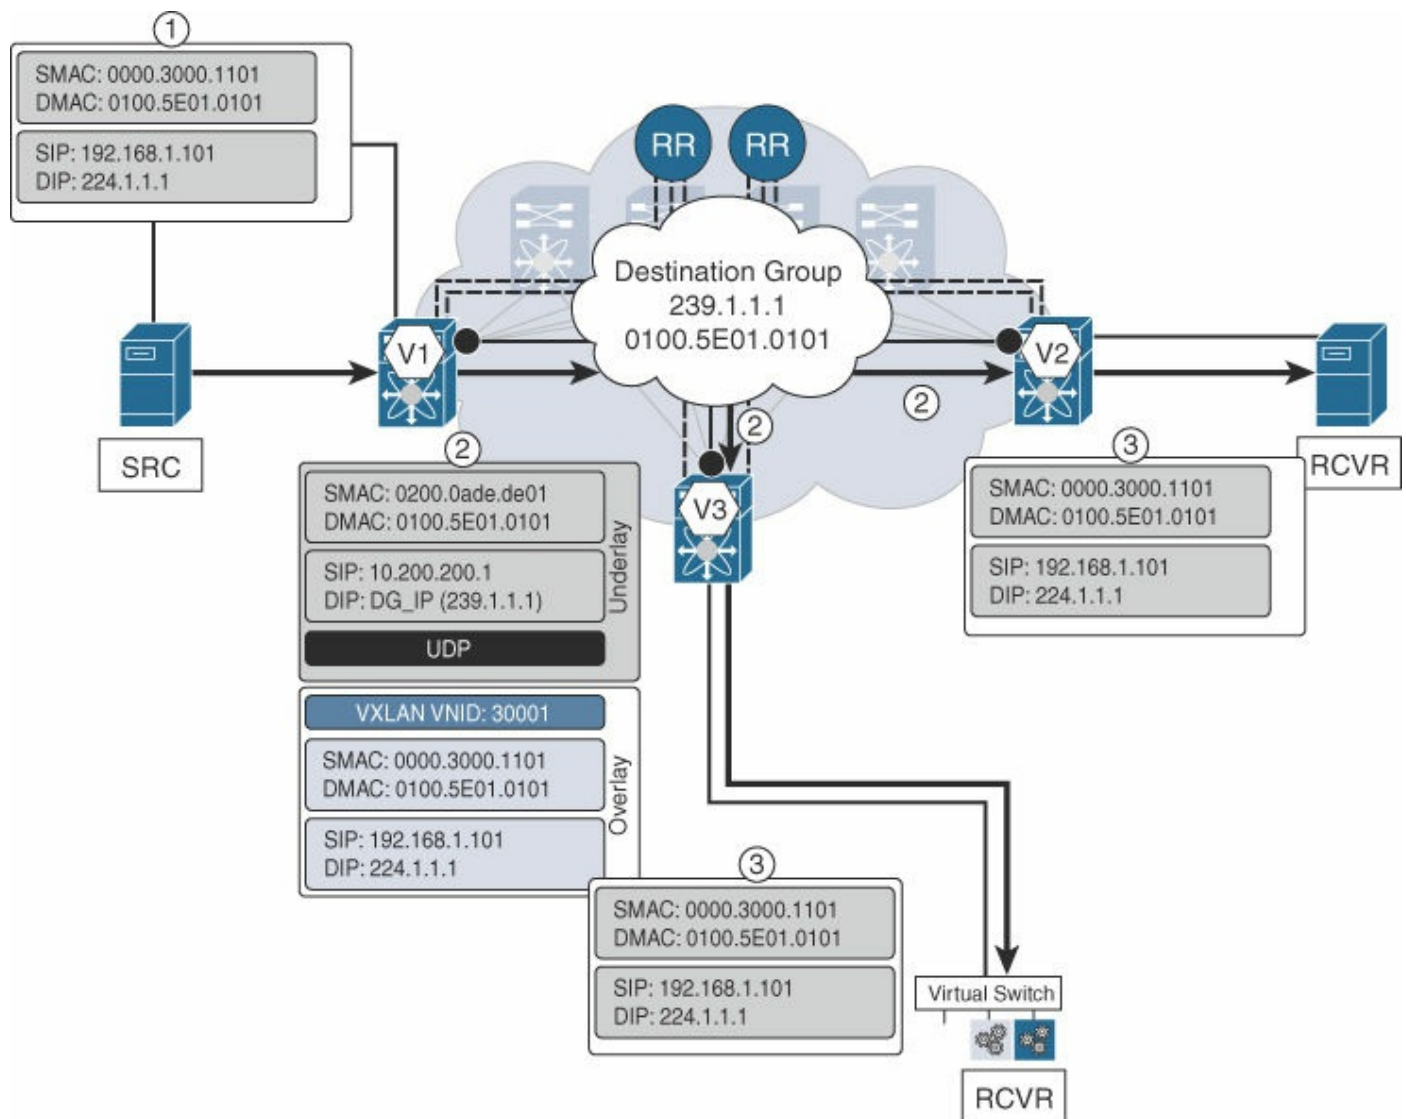 1
SMAC: 0000.3000.1101
DMAC: 0100.5E01.0101
SIP: 192.168.1.101
DIP: 224.1.1.1
RR
RR
Destination Group
239.1.1.1
0100.5E01.0101
V1
V2
2
2
SRC
RCVR
2
SMAC: 0200.0ade.de01
DMAC: 0100.5E01.0101
SIP: 10.200.200.1
DIP: DG_IP (239.1.1.1)
UDP
Underlay
VXLAN VNID: 30001
SMAC: 0000.3000.1101
DMAC: 0100.5E01.0101
SIP: 192.168.1.101
DIP: 224.1.1.1
Overlay
V3
3
SMAC: 0000.3000.1101
DMAC: 0100.5E01.0101
SIP: 192.168.1.101
DIP: 224.1.1.1
3
SMAC: 0000.3000.1101
DMAC: 0100.5E01.0101
SIP: 192.168.1.101
DIP: 224.1.1.1
Virtual Switch
RCVR